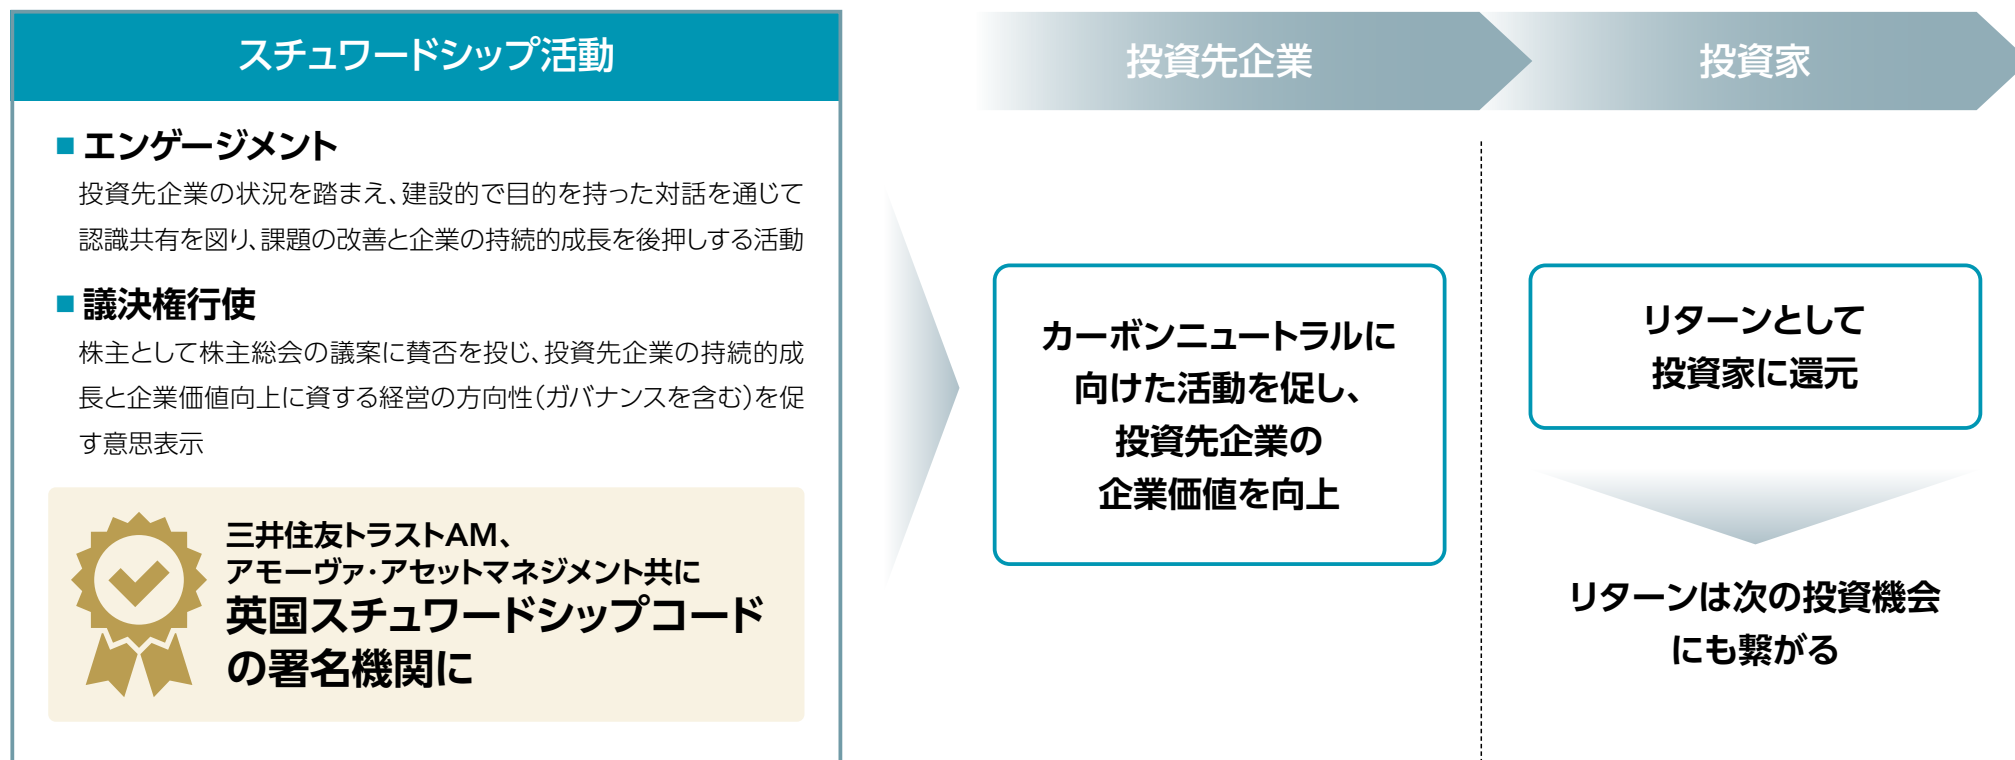 スチュワードシップ活動
■ エンゲージメント
投資先企業の状況を踏まえ、建設的で目的を持った対話を通じて
認識共有を図り、課題の改善と企業の持続的成長を後押しする活動
■ 議決権行使
株主として株主総会の議案に賛否を投じ、投資先企業の持続的成
長と企業価値向上に資する経営の方向性(ガバナンスを含む)を促
す意思表示
三井住友トラストAM、
アモーヴァ・アセットマネジメント共に
英国スチュワードシップコード
の署名機関に
投資先企業
カーボンニュートラルに
向けた活動を促し、
投資先企業の
企業価値を向上
投資家
リターンとして
投資家に還元
リターンは次の投資機会
にも繋がる